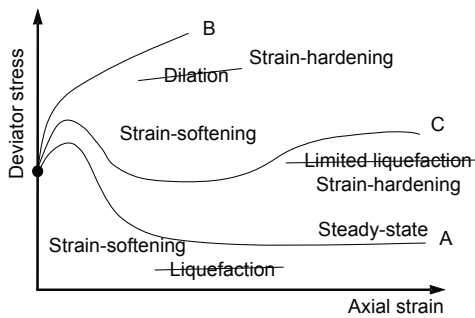 B
Strain-hardening
Dilation
Deviator stress
Strain-softening
C
Limited liquefaction
Strain-hardening
Steady-state
A
Strain-softening
Liquefaction
Axial strain